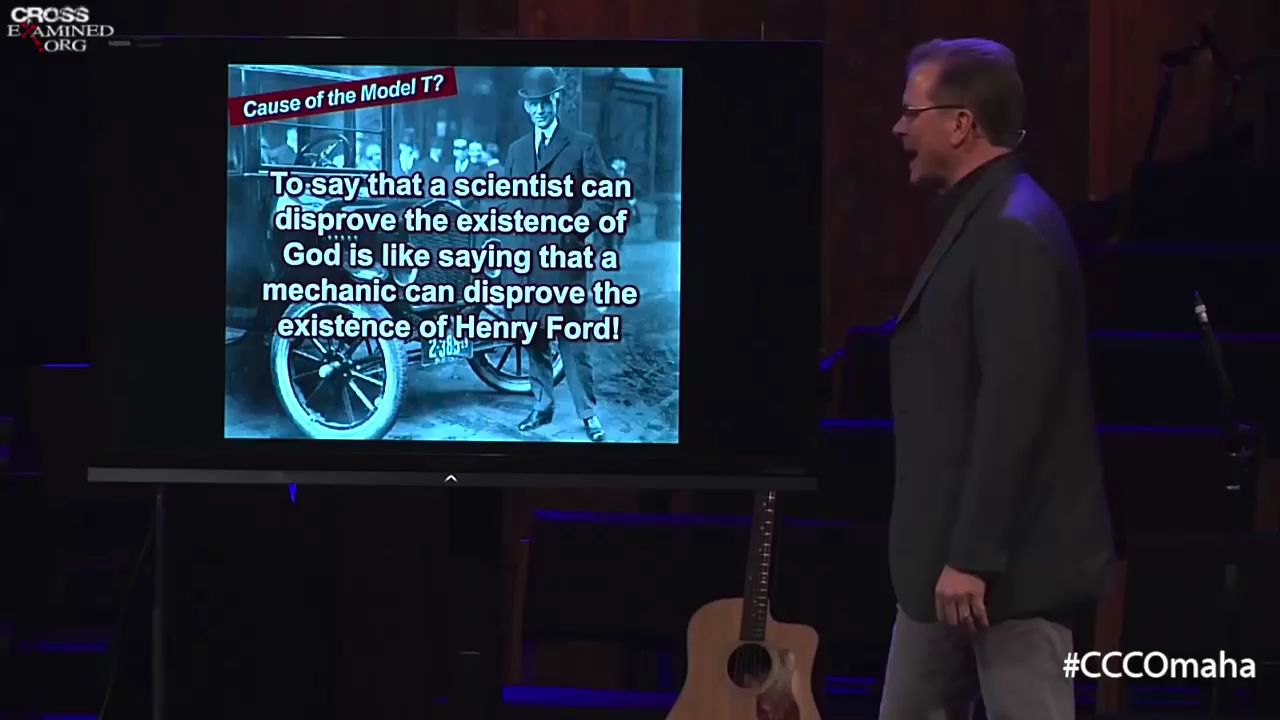 CROSS
EXAMINED
.ORG
Cause of the Model T?
To say that a scientist can
disprove the existence of
God is like saying that a
mechanic can disprove the
existence of Henry Ford!
#CCCOmaha